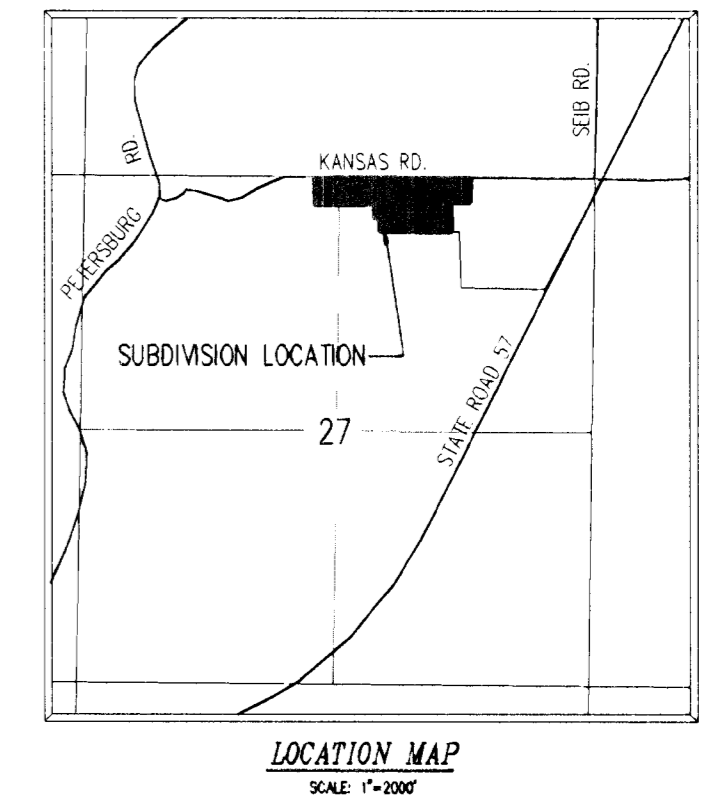 SEIB RD.
RD.
KANSAS RD.
PETERSBURG
SUBDIVISION LOCATION
STATE ROAD 57
27
LOCATION MAP
SCALE: 1"=2000'